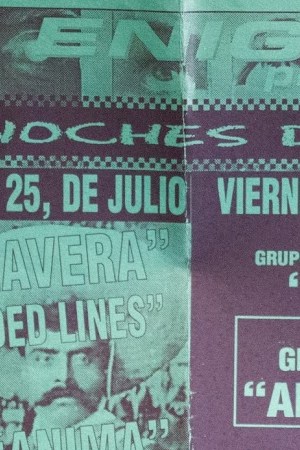 ENIG
p
NOCHES D
25, DE JULIO
AVERA”
DED LINES”
ANIMA”
VIERN
GRUP
“
G
“A